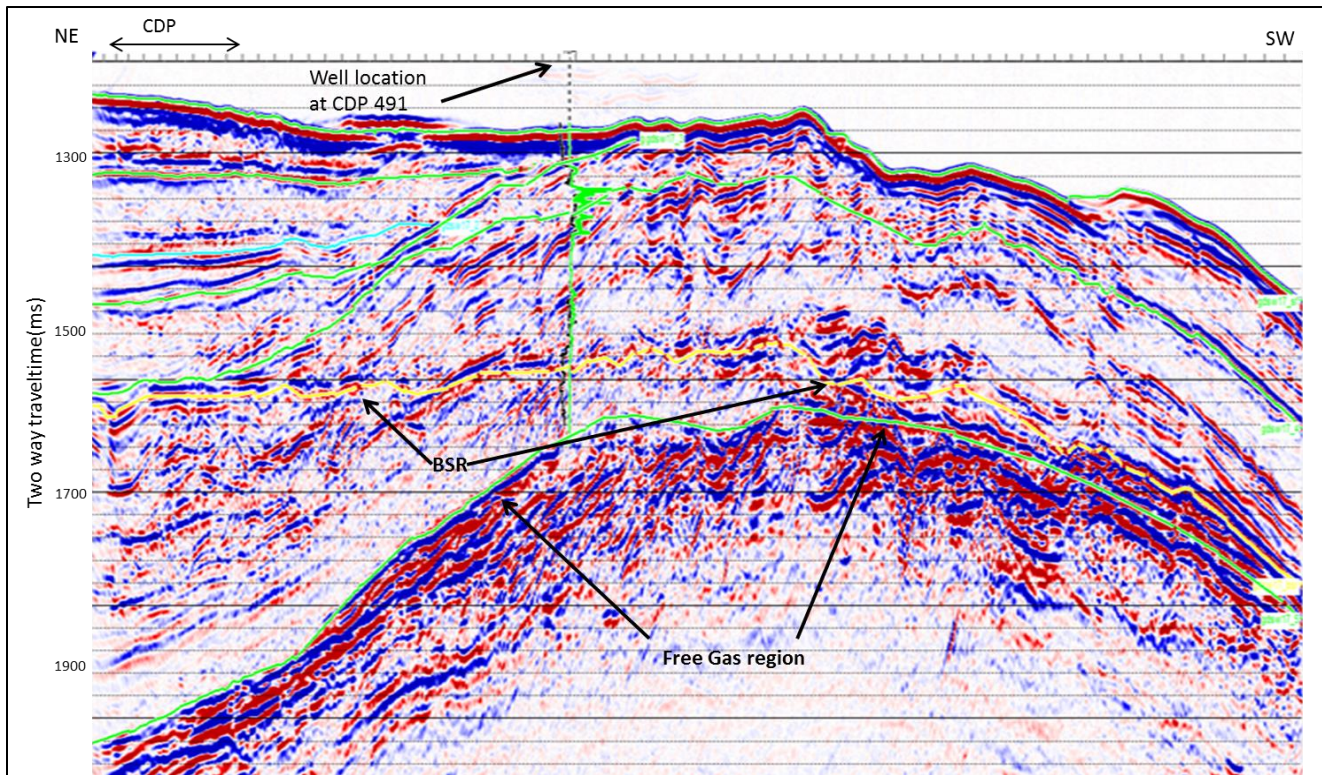 NE
CDP
SW
Well location
at CDP 491
1300
1500
1700
1900
Two way traveltime(ms)
BSR
Free Gas region